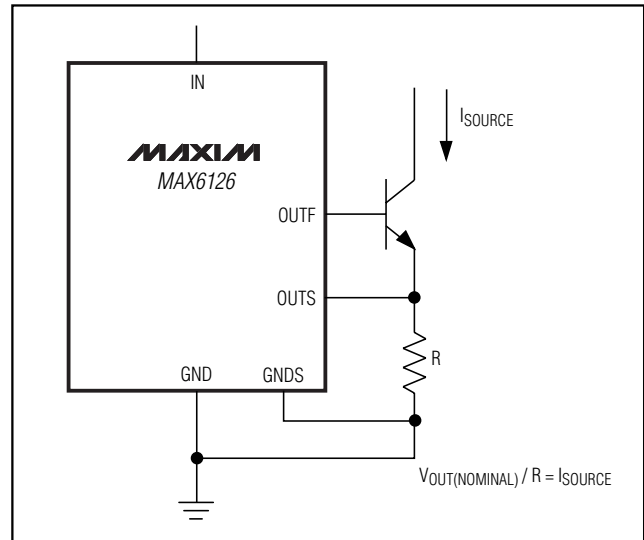 IN
ISOURCE
MAXIM
MAX6126
OUTF
OUTS
R
GND
GNDS
VOUT(NOMINAL) / R = ISOURCE